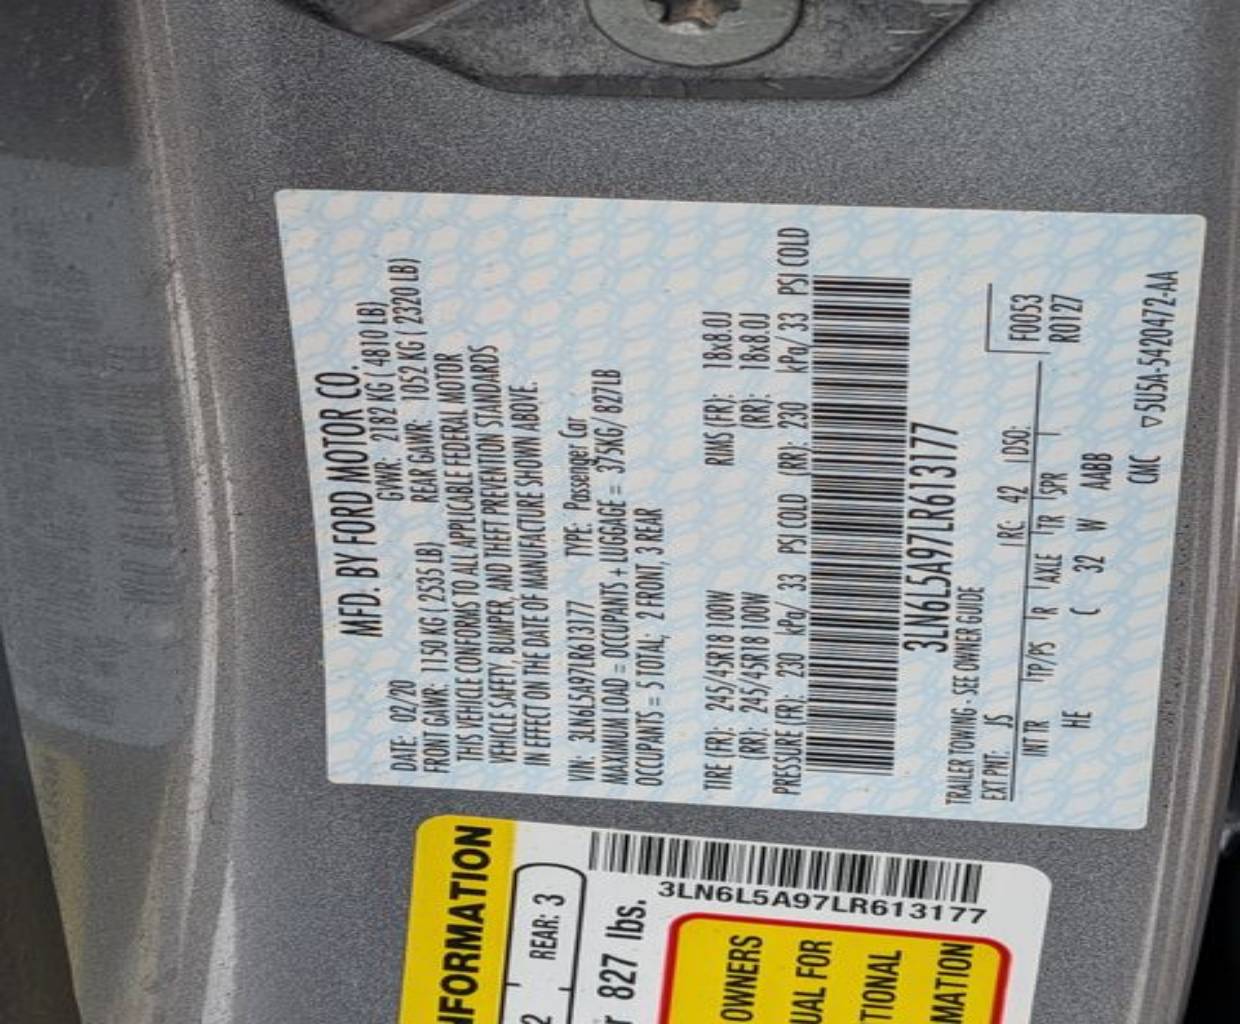 MFD. BY FORD MOTOR CO.
DATE: 02/20 GVWR: 2182 KG ( 4810 LB)
FRONT GAWR: 1150 KG ( 2535 LB) REAR GAWR: 1052 KG ( 2320 LB)
THIS VEHICLE CONFORMS TO ALL APPLICABLE FEDERAL MOTOR
VEHICLE SAFETY, BUMPER, AND THEFT PREVENTION STANDARDS
IN EFFECT ON THE DATE OF MANUFACTURE SHOWN ABOVE.
VIN: 3LN6L5A97LR613177 TYPE: Passenger Car
MAXIMUM LOAD = OCCUPANTS + LUGGAGE = 375KG/ 827LB
OCCUPANTS = 5 TOTAL; 2 FRONT, 3 REAR
TIRE (FR): 245/45R18 100W RIMS (FR): 18x8.0J
(RR): 245/45R18 100W (RR): 18x8.0J
PRESSURE (FR): 230 kPa/ 33 PSI COLD (RR): 230 kPa/ 33 PSI COLD
3LN6L5A97LR613177
TRAILER TOWING - SEE OWNER GUIDE
EXT PNT: JS RC: 42 DSO: F0053
INT TR TP/PS R AXLE TR SPR R0127
HE C 32 W AABB
CMC ▽5U5A-5420472-AA
NFORMATION
2 REAR: 3
r 827 lbs.
3LN6L5A97LR613177
OWNERS
UAL FOR
TIONAL
RMATION